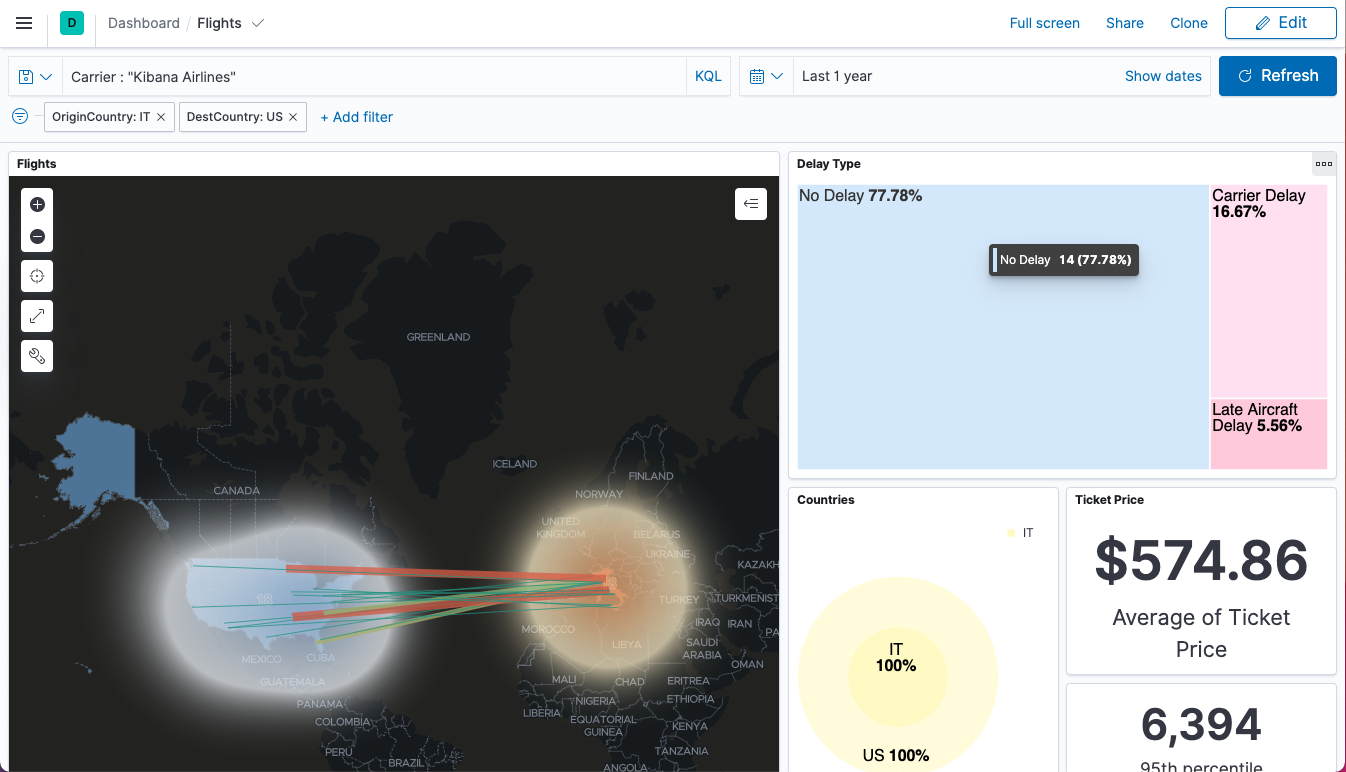 D
Dashboard / Flights
Full screen
Share
Clone
Edit
Carrier : "Kibana Airlines"
KQL
Last 1 year
Show dates
Refresh
OriginCountry: IT
DestCountry: US
+ Add filter
Flights
GREENLAND
ICELAND
FINLAND
NORWAY
CANADA
UNITED
KINGDOM
BELARUS
UKRAINE
KAZAKH
18
18
TURKEY
TURKMENIST
MOROCCO
IRAQ
IRAN
PA
LIBYA
SAUDI
ARABIA
OMAN
MEXICO
CUBA
GUATEMALA
MALI
CHAD
ERITREA
PANAMA
NIGERIA
ETHIOPIA
COLOMBIA
LIBERIA
EQUATORIAL
GUINEA
KENYA
PERU
TANZANIA
BRAZIL
ANGOLA
Delay Type
No Delay 77.78%
Carrier Delay
16.67%
No Delay 14 (77.78%)
Late Aircraft
Delay 5.56%
Countries
IT
IT
100%
US 100%
Ticket Price
$574.86
Average of Ticket
Price
6,394
95th percentile